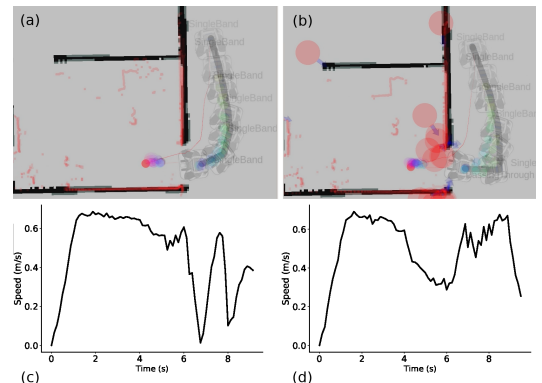 (a)
SingleBand
SingleBand
SingleBand
SingleBand
SingleBand
(b)
SingleBand
SingleBand
SingleBand
SingleBand
Single
Speed (m/s)
0.6
0.4
0.2
0.0
0 2 4 6 8
Time (s)
(c)
Speed (m/s)
0.6
0.4
0.2
0.0
0 2 4 6 8
Time (s)
(d)